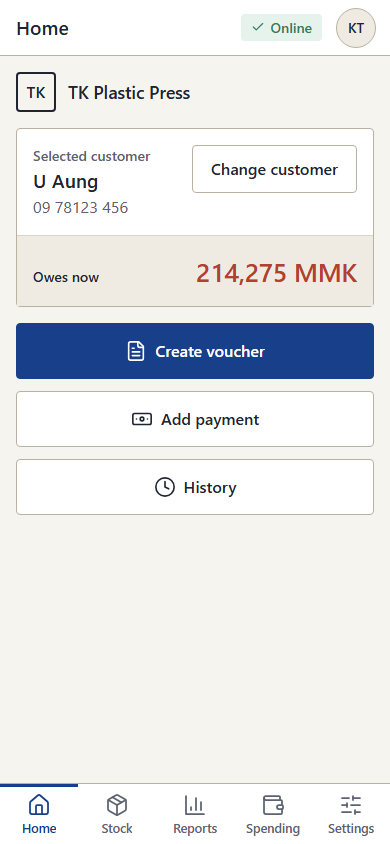 Home
Online
KT
TK
TK Plastic Press
Selected customer
U Aung
09 78123 456
Change customer
Owes now
214,275 MMK
Create voucher
Add payment
History
Home
Stock
Reports
Spending
Settings